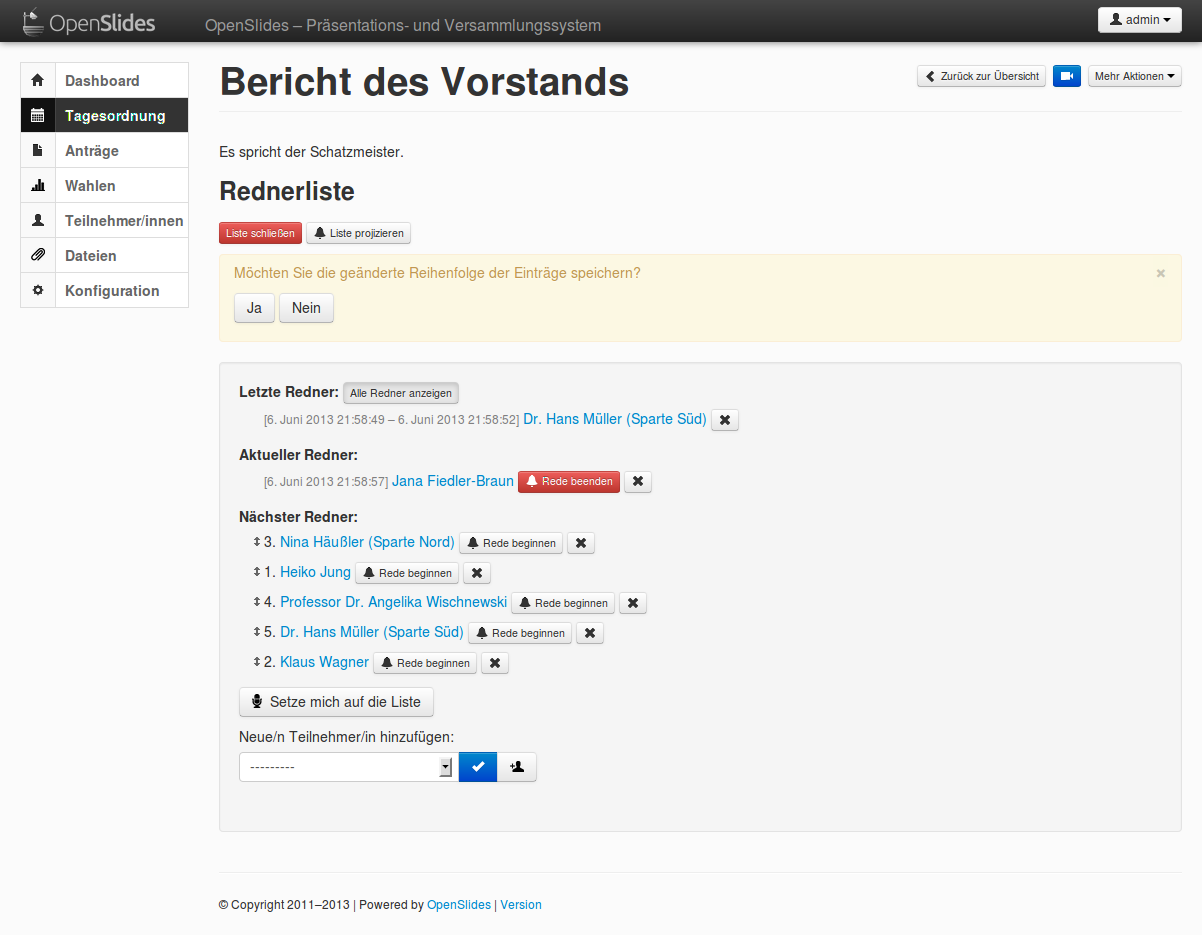 OpenSlides OpenSlides – Präsentations- und Versammlungssystem admin
Dashboard
Tagesordnung
Anträge
Wahlen
Teilnehmer/innen
Dateien
Konfiguration
Bericht des Vorstands
Zurück zur Übersicht Mehr Aktionen
Es spricht der Schatzmeister.
Rednerliste
Liste schließen Liste projizieren
Möchten Sie die geänderte Reihenfolge der Einträge speichern? ×
Ja Nein
Letzte Redner: Alle Redner anzeigen
[6. Juni 2013 21:58:49 – 6. Juni 2013 21:58:52] Dr. Hans Müller (Sparte Süd)
Aktueller Redner:
[6. Juni 2013 21:58:57] Jana Fiedler-Braun Rede beenden
Nächster Redner:
3. Nina Häußler (Sparte Nord) Rede beginnen
1. Heiko Jung Rede beginnen
4. Professor Dr. Angelika Wischnewski Rede beginnen
5. Dr. Hans Müller (Sparte Süd) Rede beginnen
2. Klaus Wagner Rede beginnen
Setze mich auf die Liste
Neue/n Teilnehmer/in hinzufügen:
---------
© Copyright 2011–2013 | Powered by OpenSlides | Version